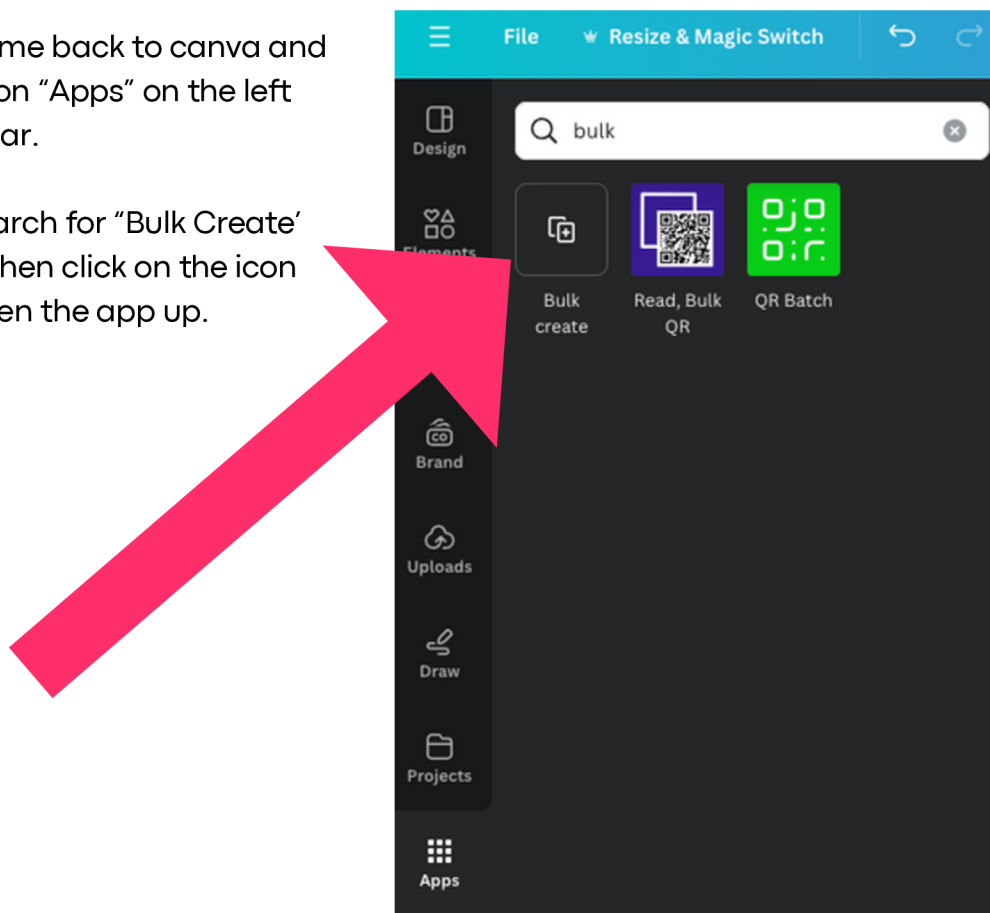 me back to canva and
on “Apps” on the left
ar.
arch for “Bulk Create’
hen click on the icon
en the app up.
File
Resize & Magic Switch
bulk
Design
Elements
Bulk
create
Read, Bulk
QR
QR Batch
CO
Brand
Uploads
Draw
Projects
Apps